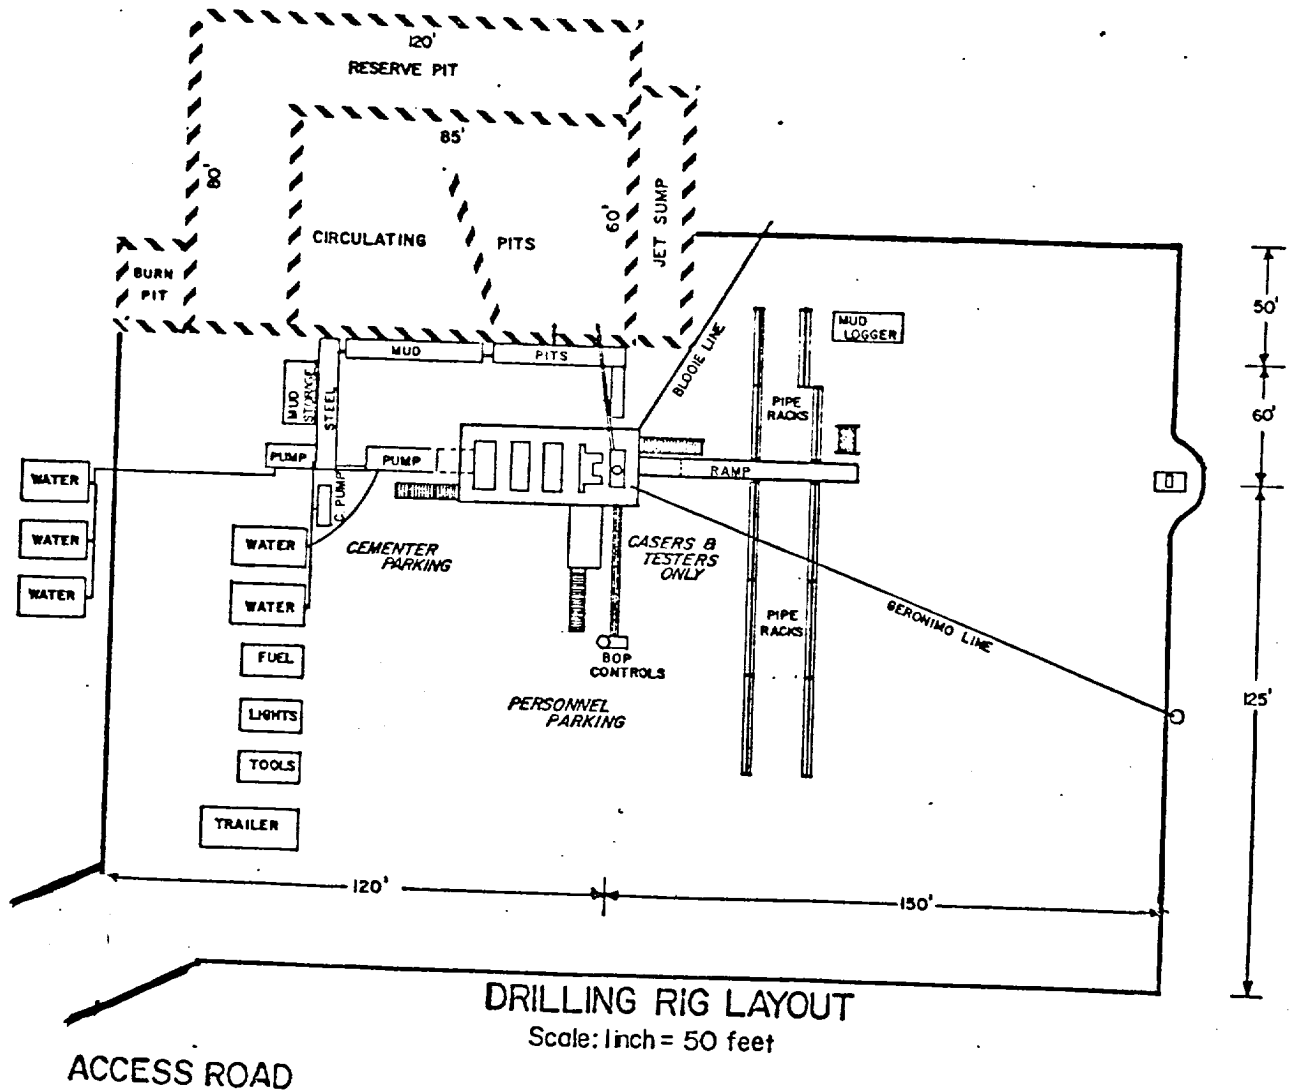 120'
RESERVE PIT
85'
80'
60'
JET SUMP
CIRCULATING
PITS
BURN
PIT
50'
MUD
LOGGER
MUD
PITS
BLOOIE LINE
MUD
STORAGE
STEEL
PIPE
RACKS
60'
PUMP
PUMP
RAMP
WATER
WATER
WATER
C. PUMP
WATER
WATER
CEMENTER
PARKING
CASERS &
TESTERS
ONLY
GERONIMO LINE
PIPE
RACKS
FUEL
BOP
CONTROLS
LIGHTS
PERSONNEL
PARKING
125'
TOOLS
TRAILER
120'
150'
DRILLING RIG LAYOUT
Scale: 1inch = 50 feet
ACCESS ROAD